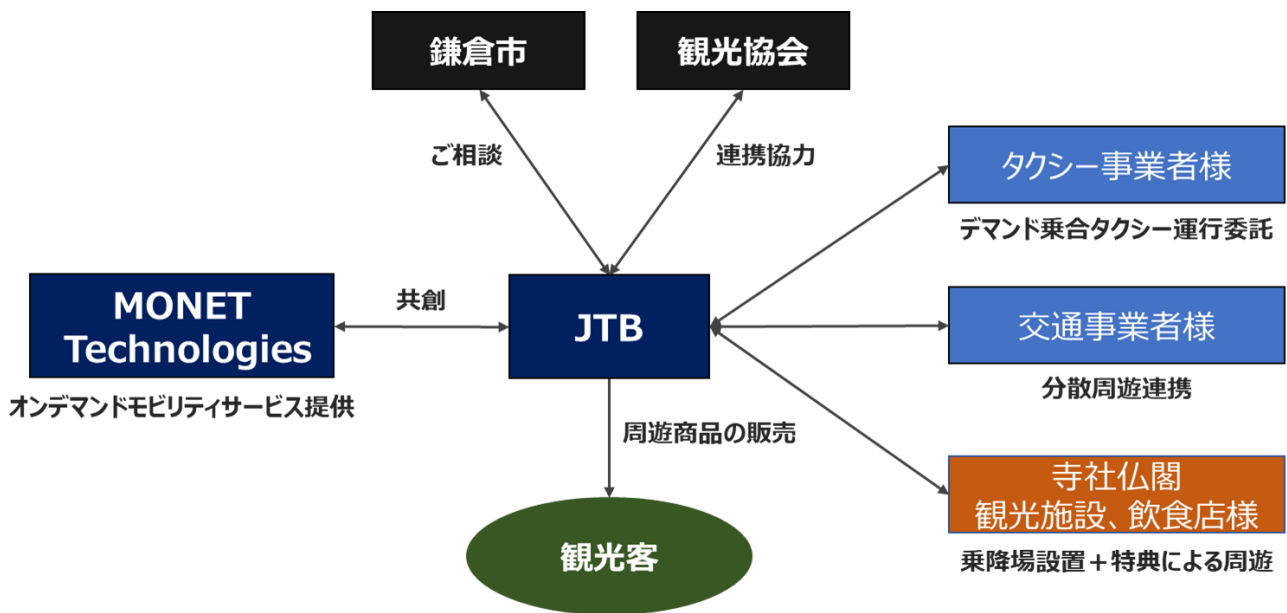 鎌倉市
観光協会
ご相談
連携協力
タクシー事業者様
デマンド乗合タクシー運行委託
MONET
Technologies
オンデマンドモビリティサービス提供
共創
JTB
交通事業者様
分散周遊連携
周遊商品の販売
観光客
寺社仏閣
観光施設、飲食店様
乗降場設置+特典による周遊